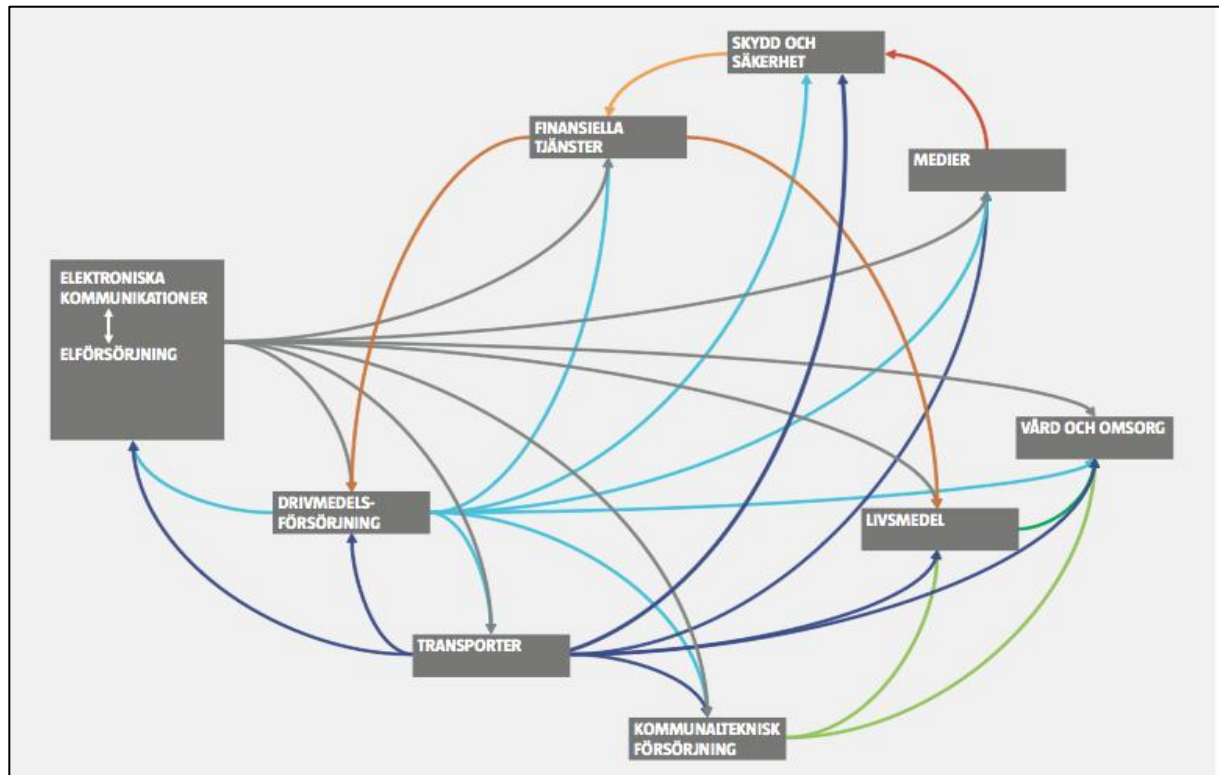 SKYDD OCH
SÄKERHET
FINANSIELLA
TJÄNSTER
MEDIER
ELEKTRONISKA
KOMMUNIKATIONER
ELFÖRSÖRJNING
VÅRD OCH OMSORG
DRIVMEDELS-
FÖRSÖRJNING
LIVSMEDEL
TRANSPORTER
KOMMUNALTEKNISK
FÖRSÖRJNING